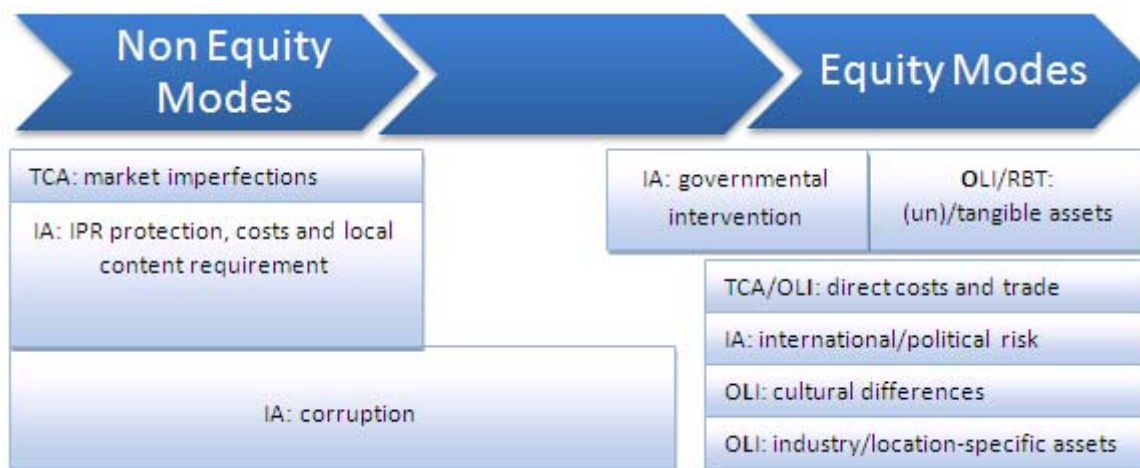 Non Equity
Modes
Equity Modes
TCA: market imperfections
IA: IPR protection, costs and local
content requirement
IA: corruption
IA: governmental
intervention
OLI/RBT:
(un)/tangible assets
TCA/OLI: direct costs and trade
IA: international/political risk
OLI: cultural differences
OLI: industry/location-specific assets